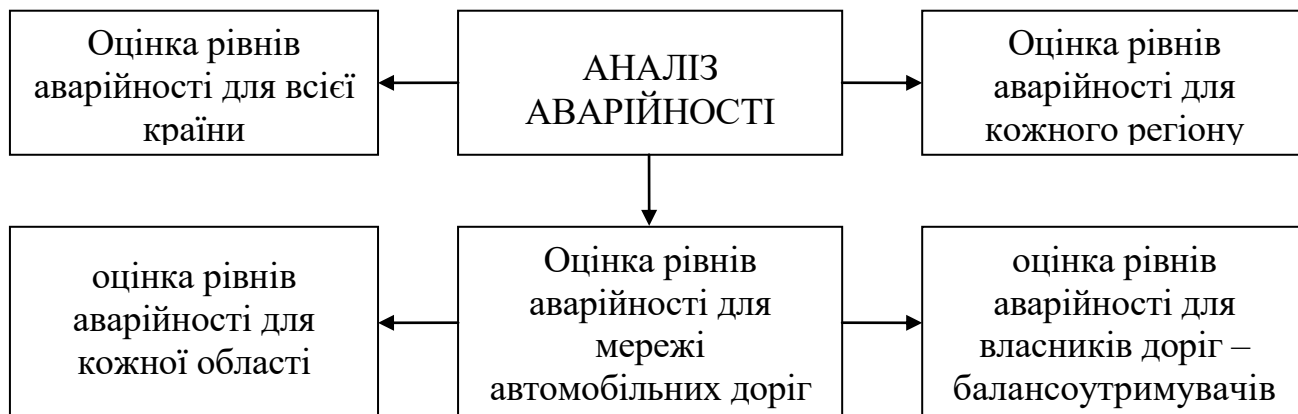 Оцінка рівнів
аварійності для всієї
країни
АНАЛІЗ
АВАРІЙНОСТІ
Оцінка рівнів
аварійності для
кожного регіону
оцінка рівнів
аварійності для
кожної області
Оцінка рівнів
аварійності для
мережі
автомобільних доріг
оцінка рівнів
аварійності для
власників доріг –
балансоутримувачів